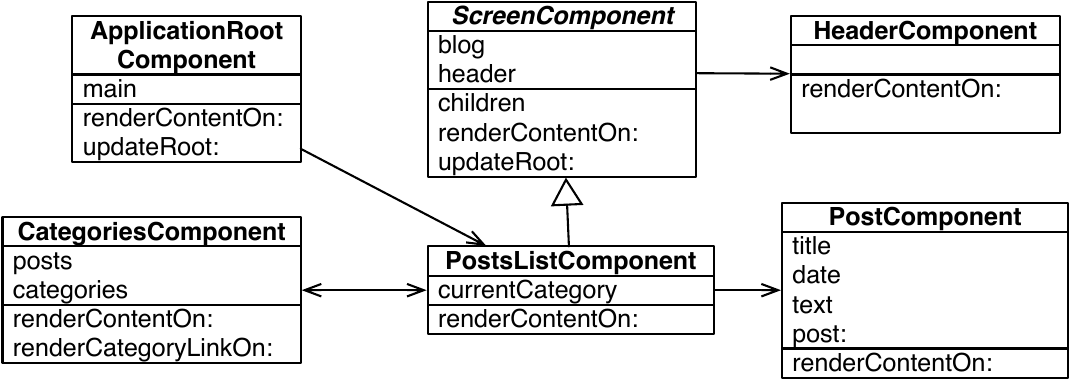 ApplicationRoot
Component
main
renderContentOn:
updateRoot:
ScreenComponent
blog
header
children
renderContentOn:
updateRoot:
HeaderComponent
renderContentOn:
CategoriesComponent
posts
categories
renderContentOn:
renderCategoryLinkOn:
PostsListComponent
currentCategory
renderContentOn:
PostComponent
title
date
text
post:
renderContentOn: